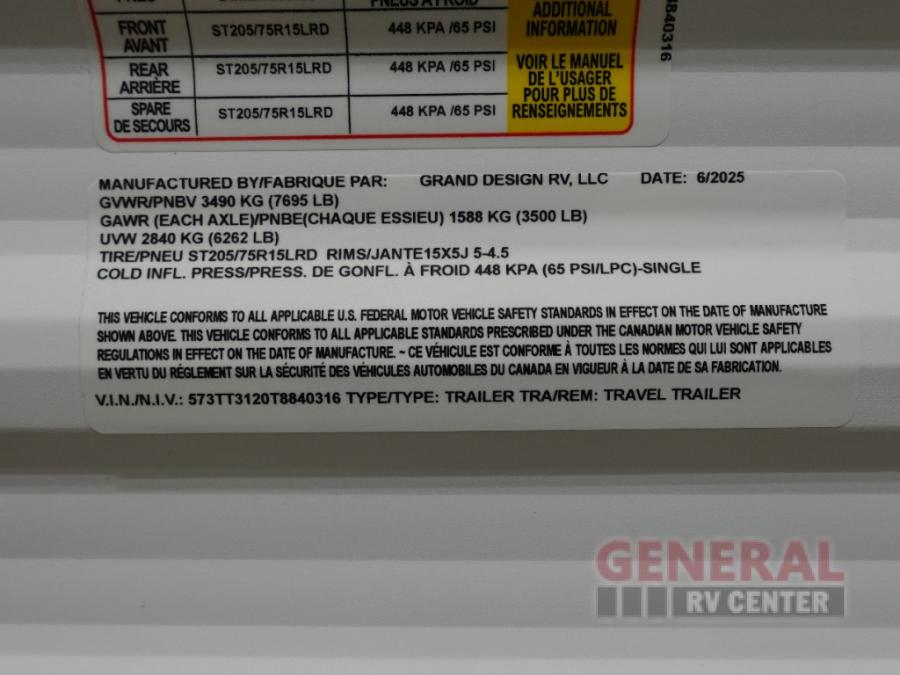 PNEUS À FROID
FRONT
AVANT
ST205/75R15LRD
448 KPA /65 PSI
REAR
ARRIÈRE
ST205/75R15LRD
448 KPA /65 PSI
SPARE
DE SECOURS
ST205/75R15LRD
448 KPA /65 PSI
ADDITIONAL
INFORMATION
VOIR LE MANUEL
DE L'USAGER
POUR PLUS DE
RENSEIGNEMENTS
8840316
MANUFACTURED BY/FABRIQUE PAR: GRAND DESIGN RV, LLC DATE: 6/2025
GVWR/PNBV 3490 KG (7695 LB)
GAWR (EACH AXLE)/PNBE(CHAQUE ESSIEU) 1588 KG (3500 LB)
UVW 2840 KG (6262 LB)
TIRE/PNEU ST205/75R15LRD RIMS/JANTE15X5J 5-4.5
COLD INFL. PRESS/PRESS. DE GONFL. À FROID 448 KPA (65 PSI/LPC)-SINGLE
THIS VEHICLE CONFORMS TO ALL APPLICABLE U.S. FEDERAL MOTOR VEHICLE SAFETY STANDARDS IN EFFECT ON THE DATE OF MANUFACTURE
SHOWN ABOVE. THIS VEHICLE CONFORMS TO ALL APPLICABLE STANDARDS PRESCRIBED UNDER THE CANADIAN MOTOR VEHICLE SAFETY
REGULATIONS IN EFFECT ON THE DATE OF MANUFACTURE. ~ CE VÉHICULE EST CONFORME À TOUTES LES NORMES QUI LUI SONT APPLICABLES
EN VERTU DU RÉGLEMENT SUR LA SÉCURITÉ DES VÉHICULES AUTOMOBILES DU CANADA EN VIGUEUR À LA DATE DE SA FABRICATION.
V.I.N./N.I.V.: 573TT3120T8840316 TYPE/TYPE: TRAILER TRA/REM: TRAVEL TRAILER
GENERAL
RV CENTER